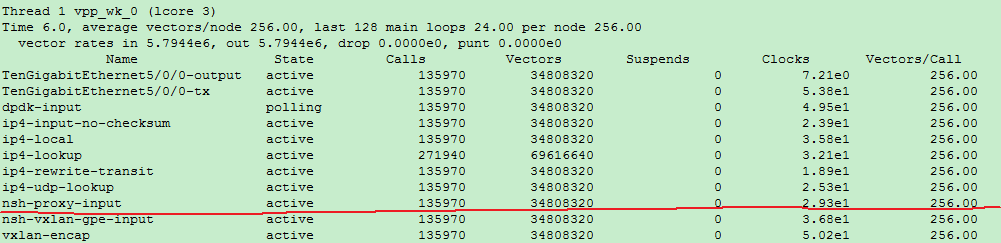 Thread 1 vpp_wk_0 (lcore 3)
Time 6.0, average vectors/node 256.00, last 128 main loops 24.00 per node 256.00
vector rates in 5.7944e6, out 5.7944e6, drop 0.0000e0, punt 0.0000e0
Name State Calls Vectors Suspends Clocks Vectors/Call
TenGigabitEthernet5/0/0-output active 135970 34808320 0 7.21e0 256.00
TenGigabitEthernet5/0/0-tx active 135970 34808320 0 5.38e1 256.00
dpdk-input polling 135970 34808320 0 4.95e1 256.00
ip4-input-no-checksum active 135970 34808320 0 2.39e1 256.00
ip4-local active 135970 34808320 0 3.58e1 256.00
ip4-lookup active 271940 69616640 0 3.21e1 256.00
ip4-rewrite-transit active 135970 34808320 0 1.89e1 256.00
ip4-udp-lookup active 135970 34808320 0 2.53e1 256.00
nsh-proxy-input active 135970 34808320 0 2.93e1 256.00
nsh-vxlan-gpe-input active 135970 34808320 0 3.68e1 256.00
vxlan-encap active 135970 34808320 0 5.02e1 256.00